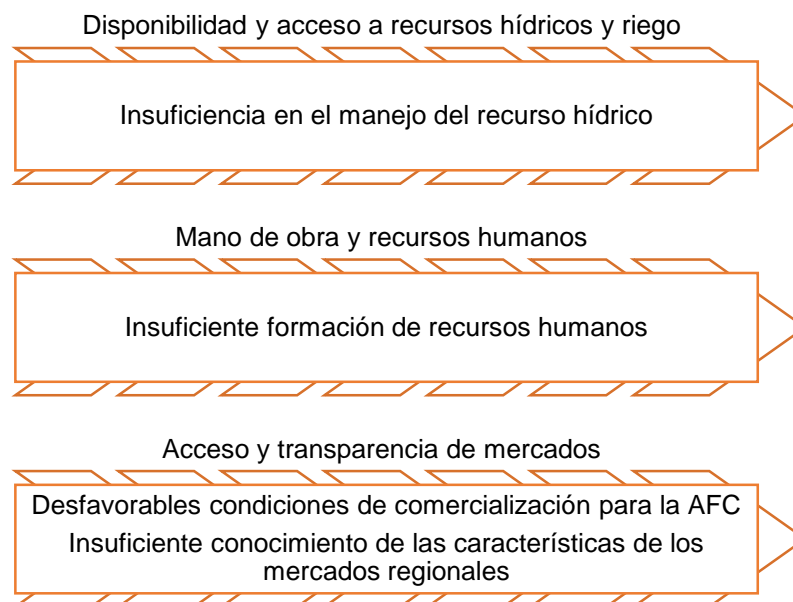 Disponibilidad y acceso a recursos hídricos y riego
Insuficiencia en el manejo del recurso hídrico
Mano de obra y recursos humanos
Insuficiente formación de recursos humanos
Acceso y transparencia de mercados
Desfavorables condiciones de comercialización para la AFC
Insuficiente conocimiento de las características de los
mercados regionales